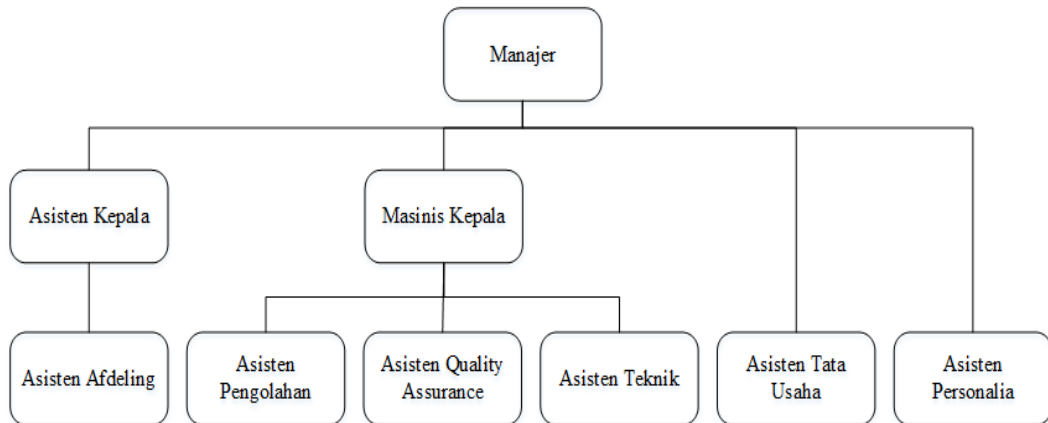 Manajer
Asisten Kepala
Masinis Kepala
Asisten Afdeling
Asisten
Pengolahan
Asisten Quality
Assurance
Asisten Teknik
Asisten Tata
Usaha
Asisten
Personalia